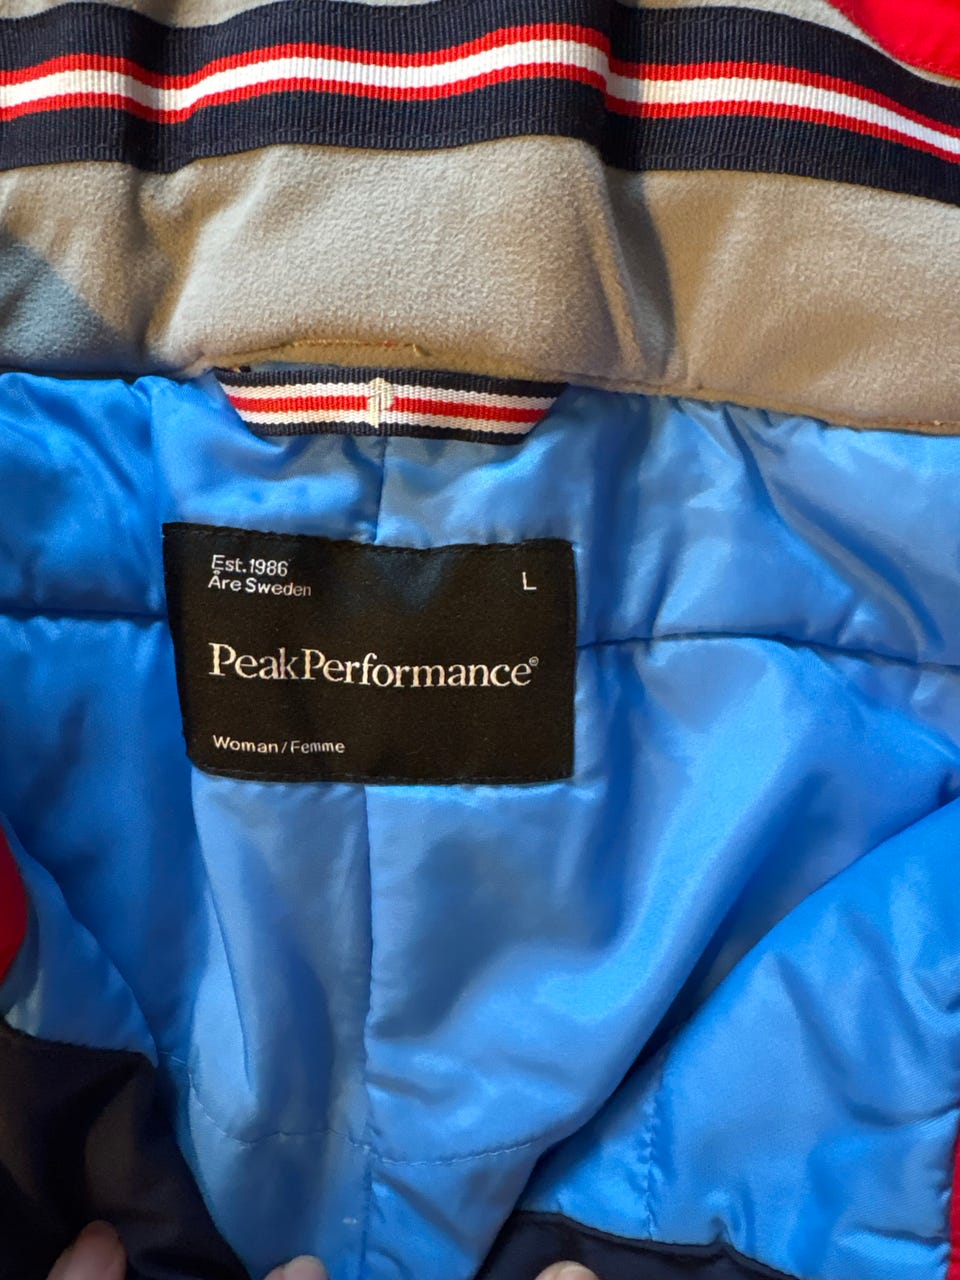 Est.1986
Åre Sweden
L
PeakPerformance®
Woman/Femme